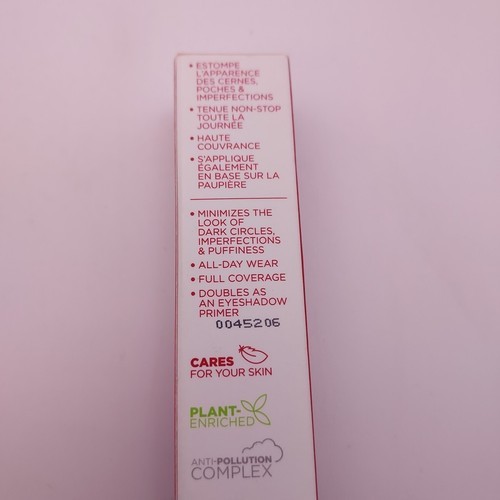 • ESTOMPE
L'APPARENCE
DES CERNES,
POCHES &
IMPERFECTIONS
• TENUE NON-STOP
TOUTE LA
JOURNÉE
• HAUTE
COUVRANCE
• S'APPLIQUE
ÉGALEMENT
EN BASE SUR LA
PAUPIÈRE
• MINIMIZES THE
LOOK OF
DARK CIRCLES,
IMPERFECTIONS
& PUFFINESS
• ALL-DAY WEAR
• FULL COVERAGE
• DOUBLES AS
AN EYESHADOW
PRIMER
0045206
CARES
FOR YOUR SKIN
PLANT-
ENRICHED
ANTI-POLLUTION
COMPLEX